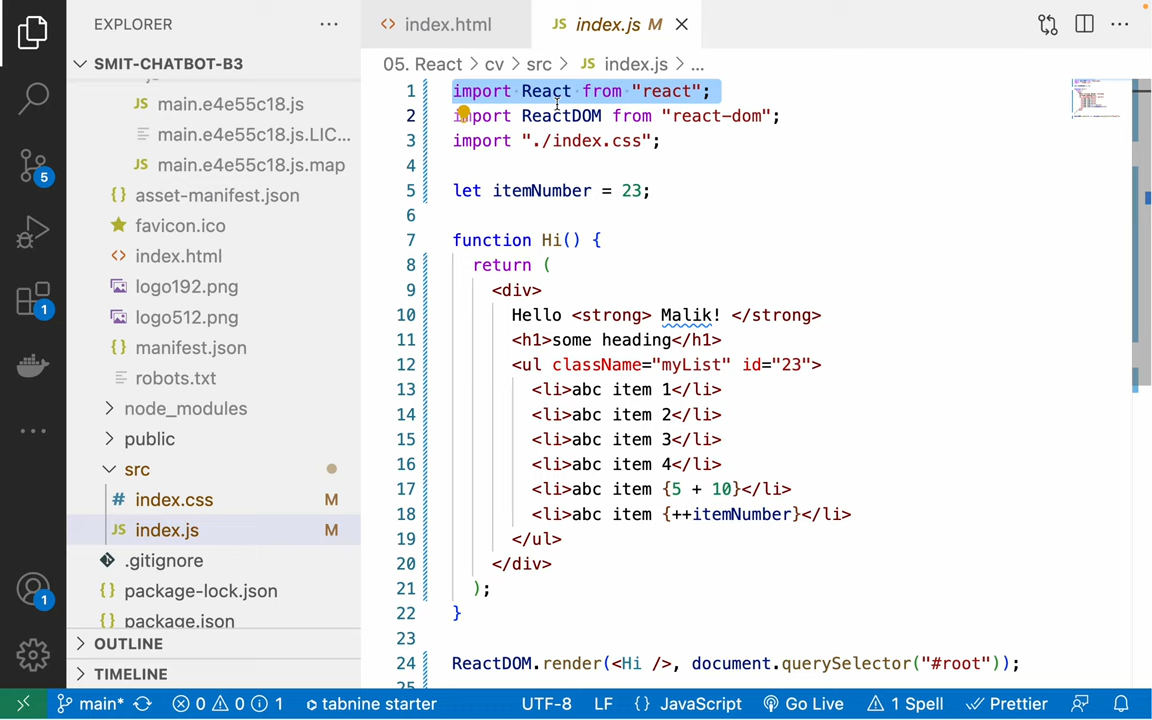 EXPLORER
index.html
JS index.js M
SMIT-CHATBOT-B3
05. React > cv > src > JS index.js > ...
JS main.e4e55c18.js
main.e4e55c18.js.LIC...
JS main.e4e55c18.js.map
{} asset-manifest.json
favicon.ico
<> index.html
logo192.png
logo512.png
{} manifest.json
robots.txt
node_modules
public
src
# index.css M
JS index.js M
.gitignore
{} package-lock.json
{} package.json
OUTLINE
TIMELINE
5
1
1
1 import React from "react";
2 import ReactDOM from "react-dom";
3 import "./index.css";
4
5 let itemNumber = 23;
6
7 function Hi() {
8 return (
9 <div>
10 Hello <strong> Malik! </strong>
11 <h1>some heading</h1>
12 <ul className="myList" id="23">
13 <li>abc item 1</li>
14 <li>abc item 2</li>
15 <li>abc item 3</li>
16 <li>abc item 4</li>
17 <li>abc item {5 + 10}</li>
18 <li>abc item {++itemNumber}</li>
19 </ul>
20 </div>
21 );
22 }
23
24 ReactDOM.render(<Hi />, document.querySelector("#root"));
25
main* 0 0 1 tabnine starter UTF-8 LF {} JavaScript Go Live 1 Spell Prettier